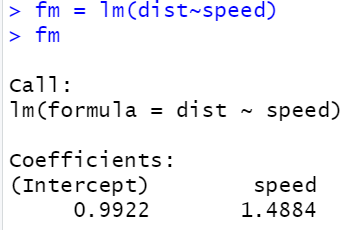 > fm = lm(dist~speed)
> fm
Call:
lm(formula = dist ~ speed)
Coefficients:
(Intercept)        speed
     0.9922       1.4884